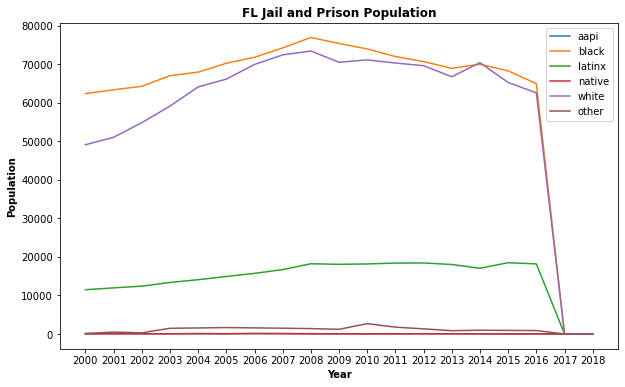 FL Jail and Prison Population
80000
70000
60000
50000
40000
30000
20000
10000
0
Population
aapi
black
latinx
native
white
other
2000 2001 2002 2003 2004 2005 2006 2007 2008 2009 2010 2011 2012 2013 2014 2015 2016 2017 2018
Year